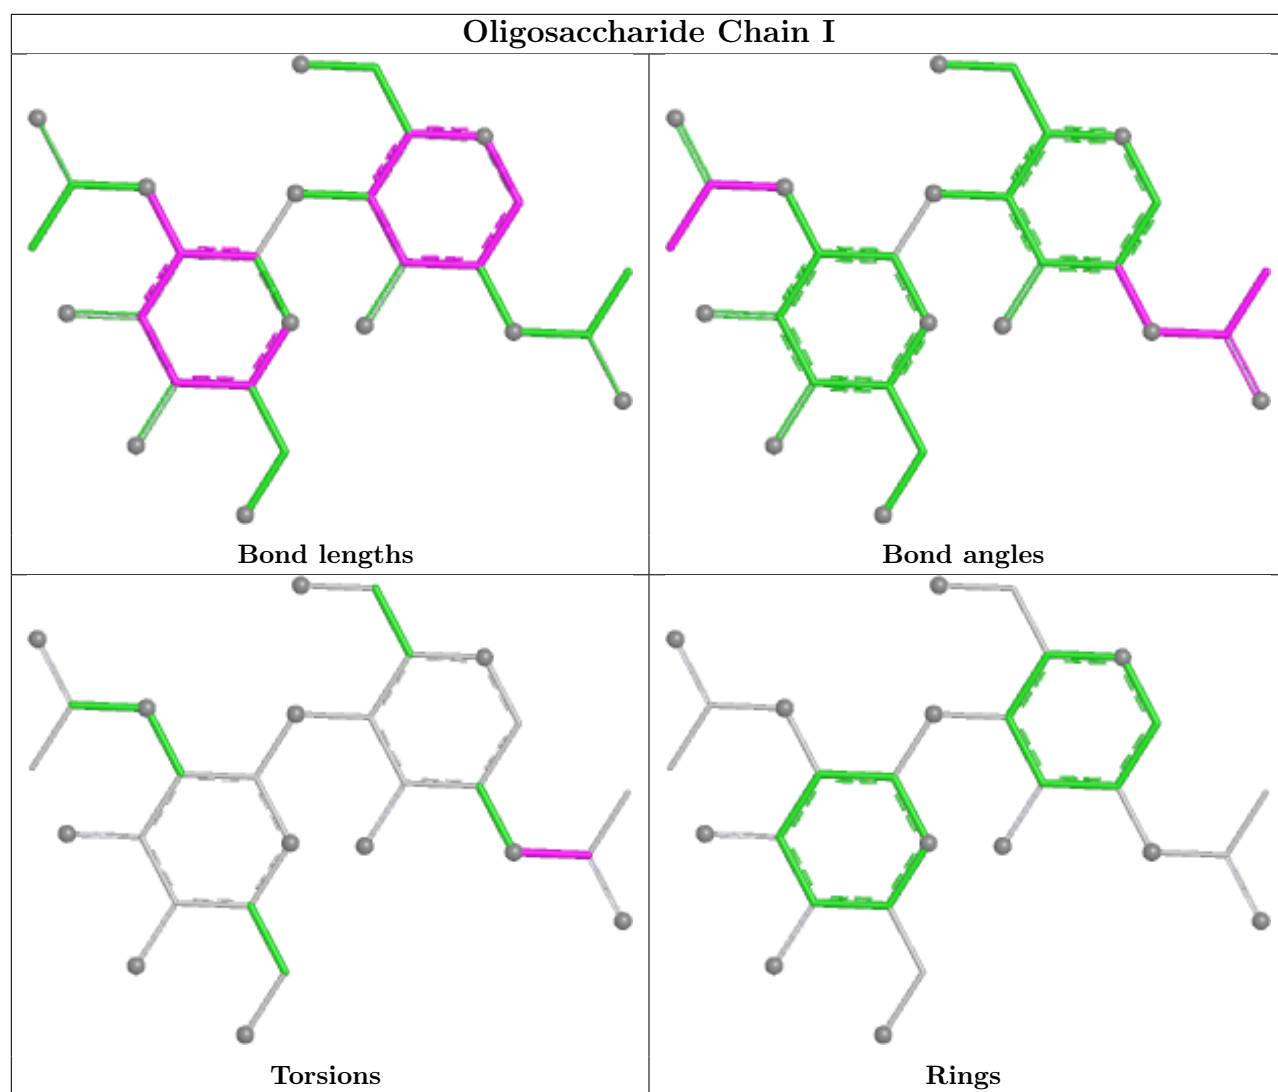 Oligosaccharide Chain I
Bond lengths
Bond angles
Torsions
Rings